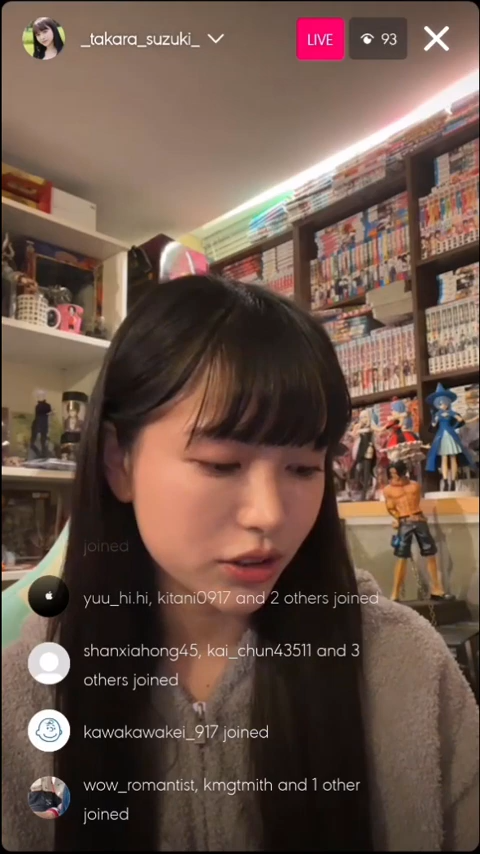 _takara_suzuki_
LIVE
93
joined
yuu_hi.hi, kitani0917 and 2 others joined
shanxiahong45, kai_chun43511 and 3
others joined
kawakawakei_917 joined
wow_romantist, kmgtmith and 1 other
joined